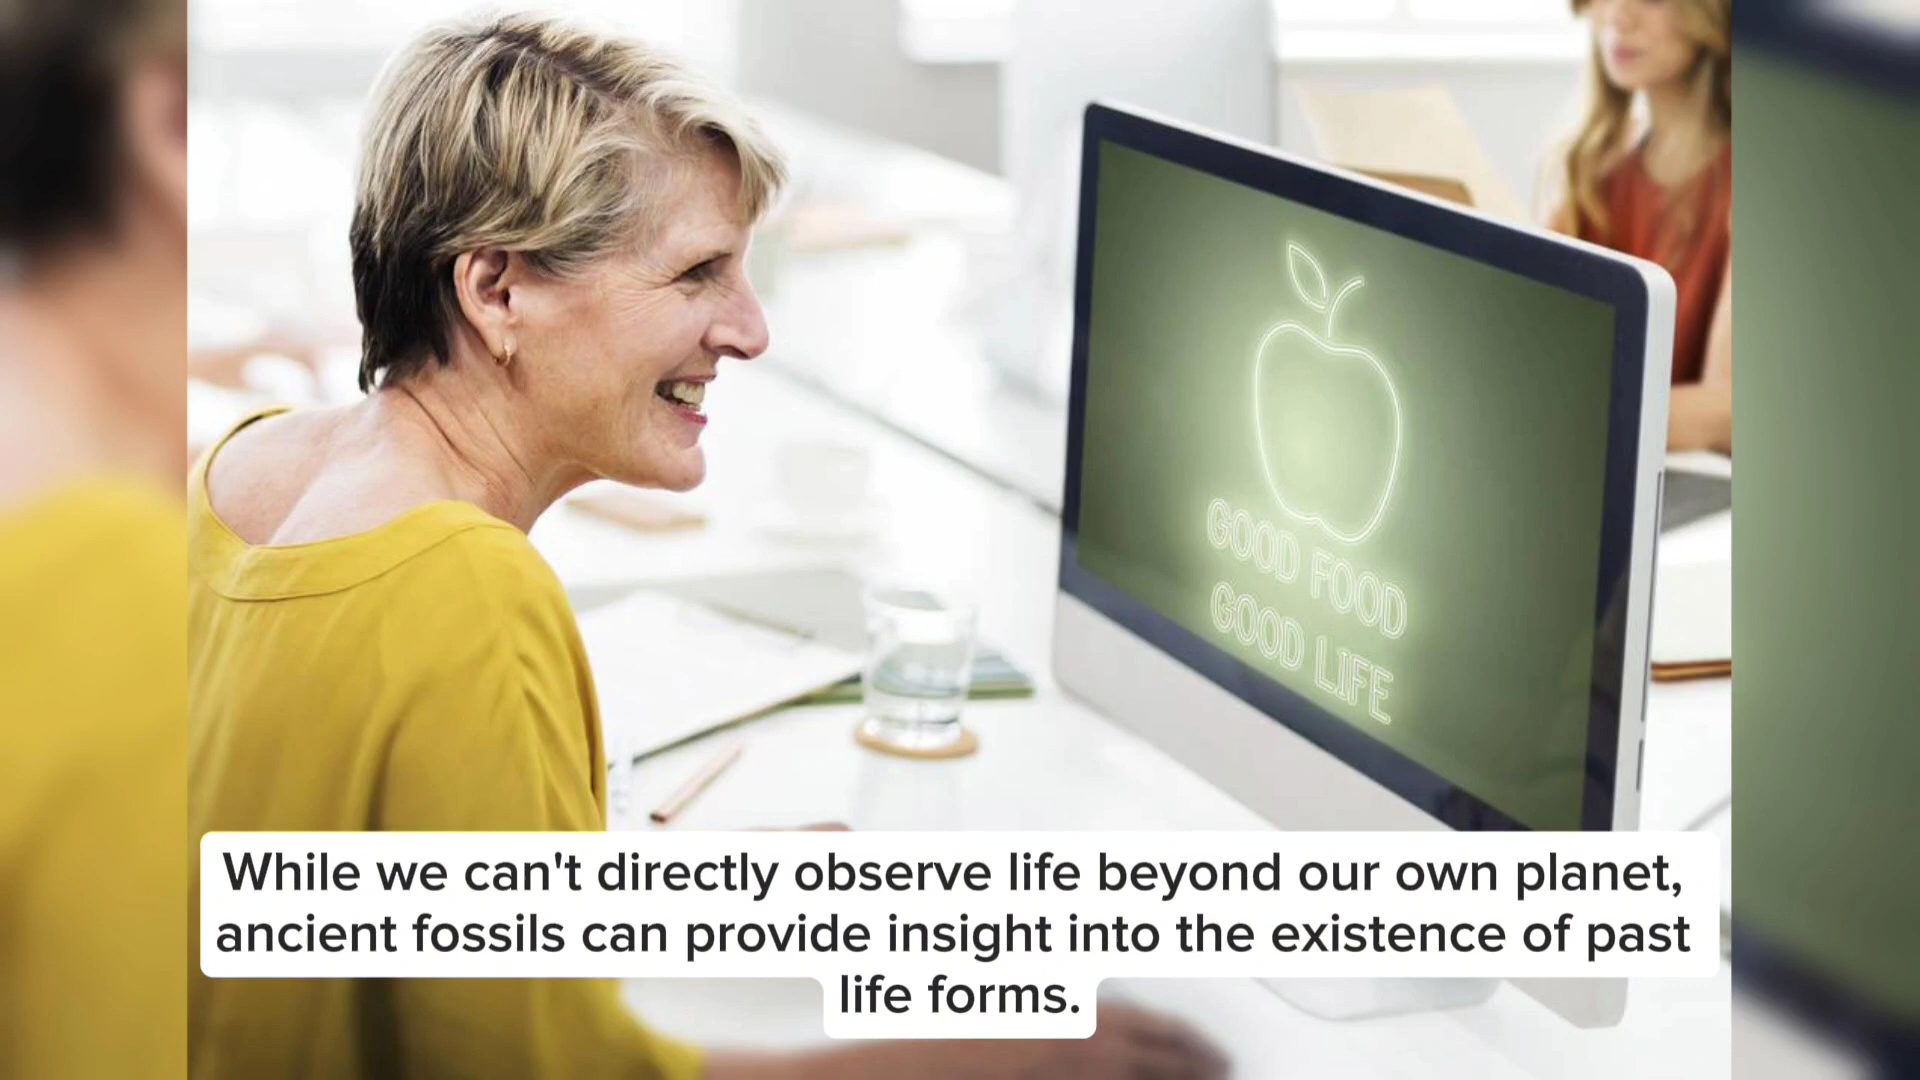 GOOD FOOD
GOOD LIFE
While we can't directly observe life beyond our own planet,
ancient fossils can provide insight into the existence of past
life forms.